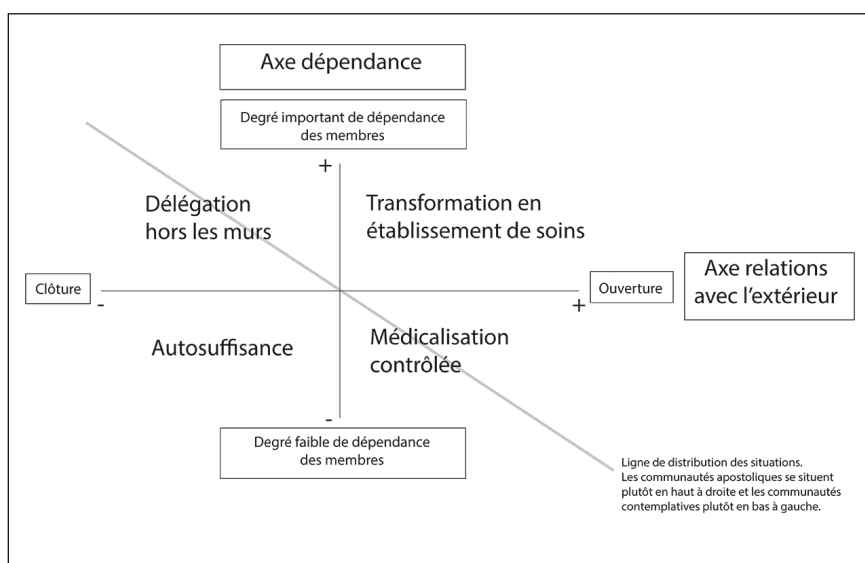 Axe dépendance
Degré important de dépendance
des membres
+
Délégation
hors les murs
Transformation en
établissement de soins
Clôture
-
+
Ouverture
Axe relations
avec l'extérieur
Autosuffisance
Médicalisation
contrôlée
-
Degré faible de dépendance
des membres
Ligne de distribution des situations.
Les communautés apostoliques se situent
plutôt en haut à droite et les communautés
contemplatives plutôt en bas à gauche.